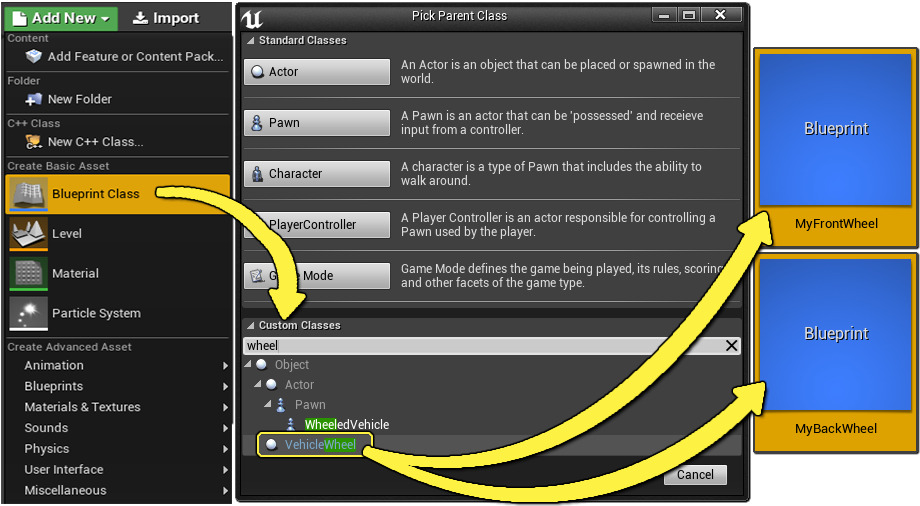 Add New
Import
Content
Add Feature or Content Pack...
Folder
New Folder
C++ Class
New C++ Class...
Create Basic Asset
Blueprint Class
Level
Material
Particle System
Create Advanced Asset
Animation
Blueprints
Materials & Textures
Sounds
Physics
User Interface
Miscellaneous
Pick Parent Class
Standard Classes
Actor
An Actor is an object that can be placed or spawned in the
world.
Pawn
A Pawn is an actor that can be 'possessed' and receieve
input from a controller.
Character
A character is a type of Pawn that includes the ability to
walk around.
PlayerController
A Player Controller is an actor responsible for controlling a
Pawn used by the player.
Mode
Game Mode defines the game being played, its rules, scoring
and other facets of the game type.
Custom Classes
wheel
Object
Actor
Pawn
WheeledVehicle
VehicleWheel
Cancel
Blueprint
MyFrontWheel
Blueprint
MyBackWheel